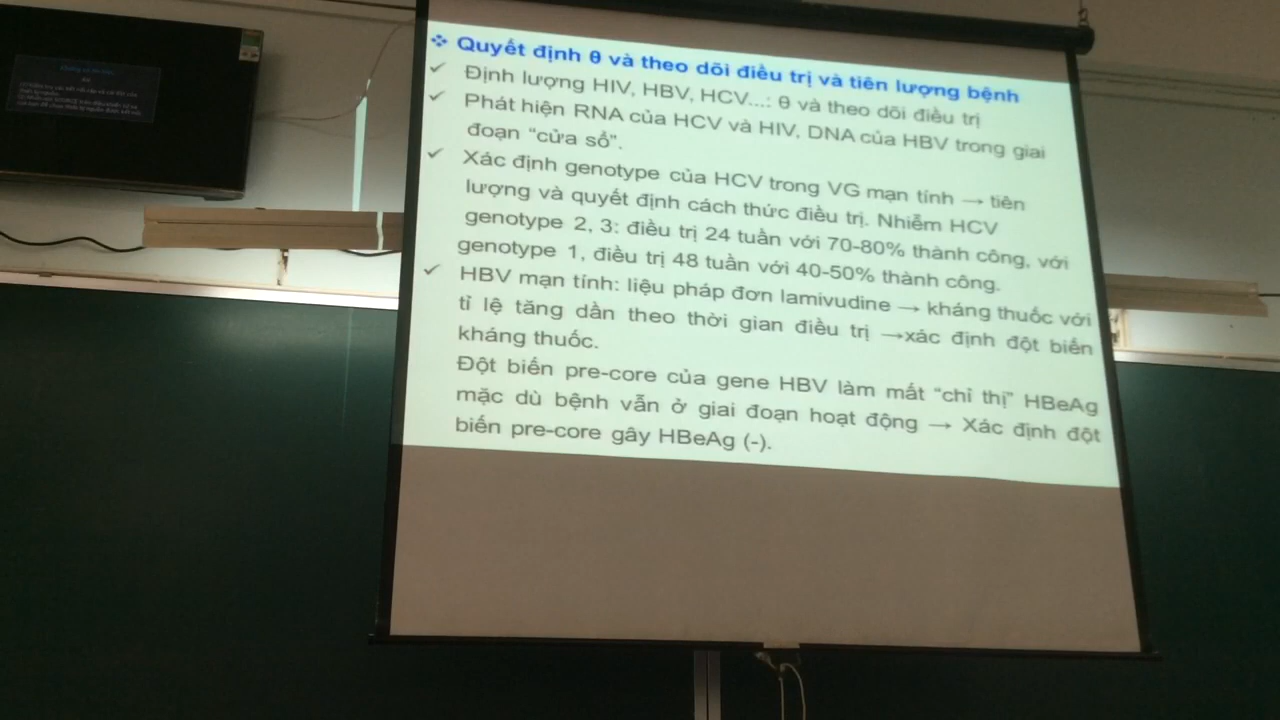 ❖ Quyết định θ và theo dõi điều trị và tiên lượng bệnh
✓ Định lượng HIV, HBV, HCV...: θ và theo dõi điều trị
✓ Phát hiện RNA của HCV và HIV, DNA của HBV trong giai
đoạn "cửa sổ".
✓ Xác định genotype của HCV trong VG mạn tính → tiên
lượng và quyết định cách thức điều trị. Nhiễm HCV
genotype 2, 3: điều trị 24 tuần với 70-80% thành công, với
genotype 1, điều trị 48 tuần với 40-50% thành công.
✓ HBV mạn tính: liệu pháp đơn lamivudine → kháng thuốc với
tỉ lệ tăng dần theo thời gian điều trị →xác định đột biến
kháng thuốc.
Đột biến pre-core của gene HBV làm mất "chỉ thị" HBeAg
mặc dù bệnh vẫn ở giai đoạn hoạt động → Xác định đột
biến pre-core gây HBeAg (-).